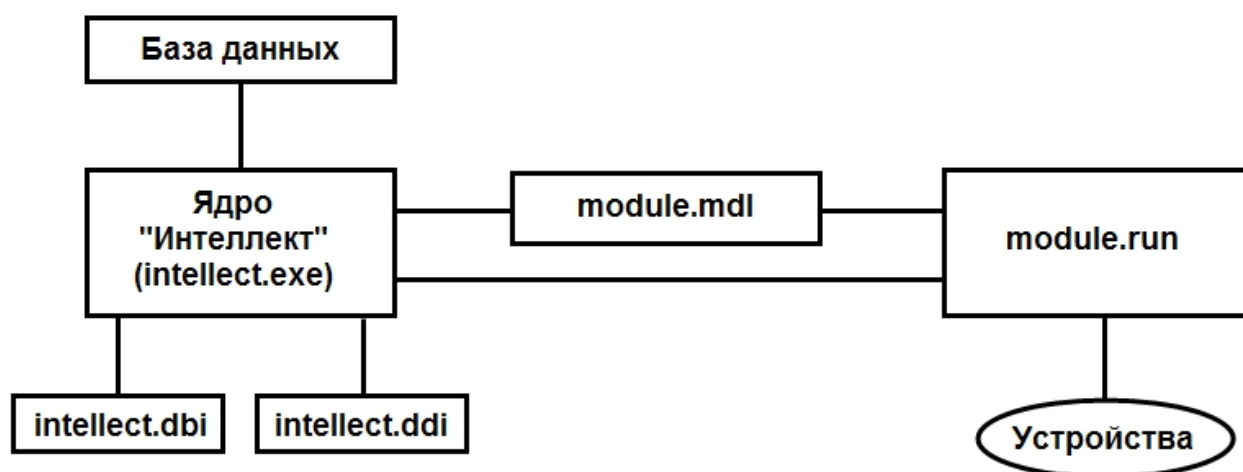 База данных
Ядро
"Интеллект"
(intellect.exe)
module.mdl
module.run
intellect.dbi
intellect.ddi
Устройства